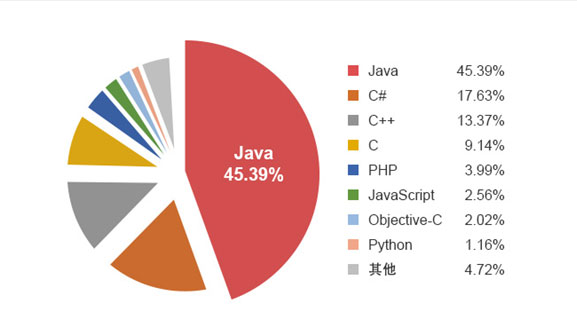 Java
45.39%
Java 45.39%
C# 17.63%
C++ 13.37%
C 9.14%
PHP 3.99%
JavaScript 2.56%
Objective-C 2.02%
Python 1.16%
其他 4.72%